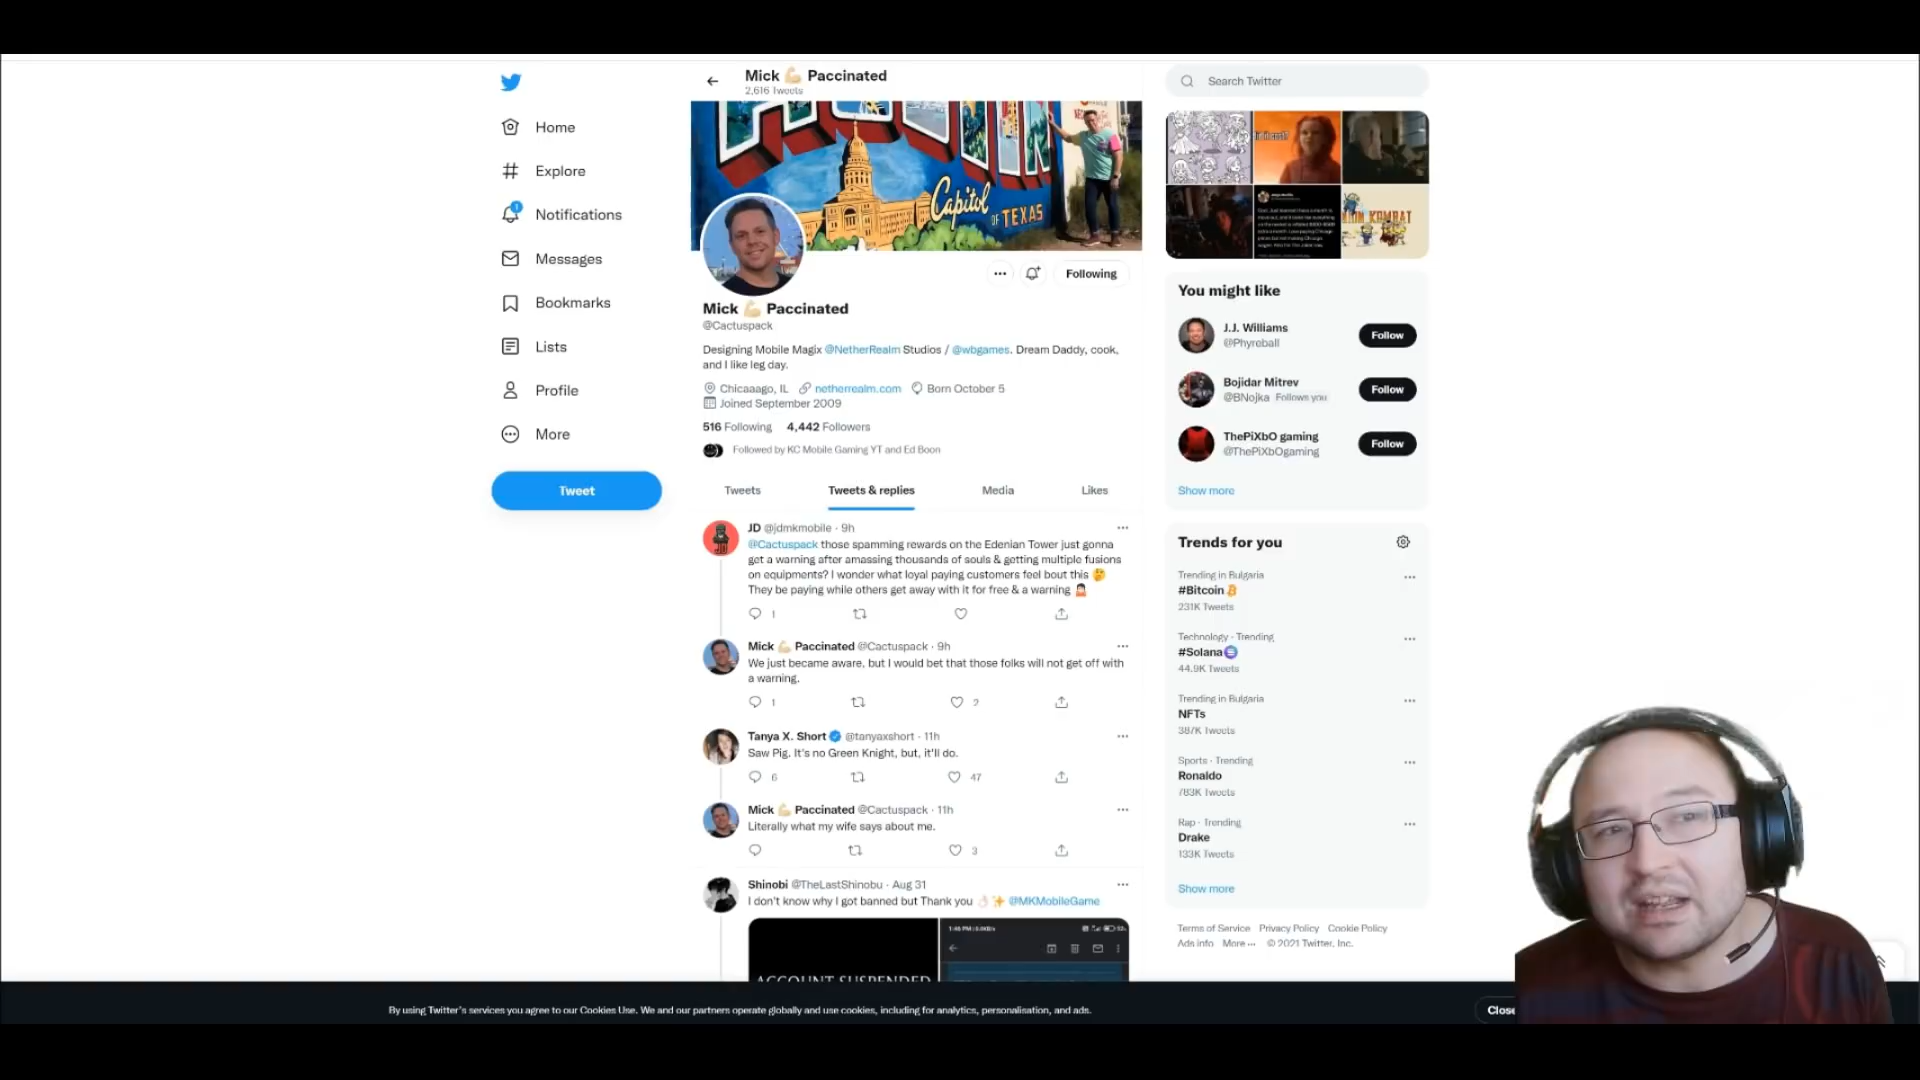 Mick 💪🏼 Paccinated
2,616 Tweets
Search Twitter
Home
Explore
Notifications
1
Messages
Bookmarks
Lists
Profile
More
Tweet
Capitol
OF TEXAS
Following
Mick 💪🏼 Paccinated
@Cactuspack
Designing Mobile Magix @NetherRealm Studios / @wbgames. Dream Daddy, cook,
and I like leg day.
Chicaaago, IL netherrealm.com Born October 5
Joined September 2009
516 Following 4,442 Followers
Followed by KC Mobile Gaming YT and Ed Boon
Tweets Tweets & replies Media Likes
JD @jdmkmobile · 9h
@Cactuspack those spamming rewards on the Edenian Tower just gonna
get a warning after amassing thousands of souls & getting multiple fusions
on equipments? I wonder what loyal paying customers feel bout this 🤔
They be paying while others get away with it for free & a warning 🤷🏻
1
Mick 💪🏼 Paccinated @Cactuspack · 9h
We just became aware, but I would bet that those folks will not get off with
a warning.
1 2
Tanya X. Short @tanyaxshort · 11h
Saw Pig. It's no Green Knight, but, it'll do.
6 47
Mick 💪🏼 Paccinated @Cactuspack · 11h
Literally what my wife says about me.
3
Shinobi @TheLastShinobu · Aug 31
I don't know why I got banned but Thank you 👌🏻✨ @MKMobileGame
ACCOUNT SUSPENDED
KOMBAT
You might like
J.J. Williams
@Phyreball
Follow
Bojidar Mitrev
@BNojka Follows you
Follow
ThePiXbO gaming
@ThePiXbOgaming
Follow
Show more
Trends for you
Trending in Bulgaria
#Bitcoin
231K Tweets
Technology · Trending
#Solana
44.9K Tweets
Trending in Bulgaria
NFTs
387K Tweets
Sports · Trending
Ronaldo
783K Tweets
Rap · Trending
Drake
133K Tweets
Show more
Terms of Service Privacy Policy Cookie Policy
Ads info More ··· © 2021 Twitter, Inc.
By using Twitter's services you agree to our Cookies Use. We and our partners operate globally and use cookies, including for analytics, personalisation, and ads.
Close